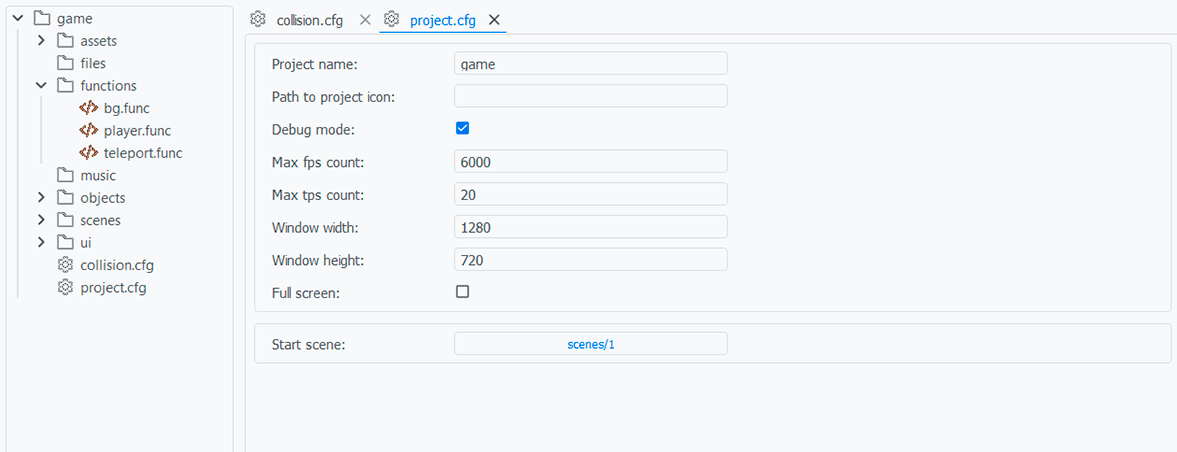 game
assets
files
functions
bg.func
player.func
teleport.func
music
objects
scenes
ui
collision.cfg
project.cfg
collision.cfg project.cfg
Project name: game
Path to project icon:
Debug mode:
Max fps count: 6000
Max tps count: 20
Window width: 1280
Window height: 720
Full screen:
Start scene: scenes/1